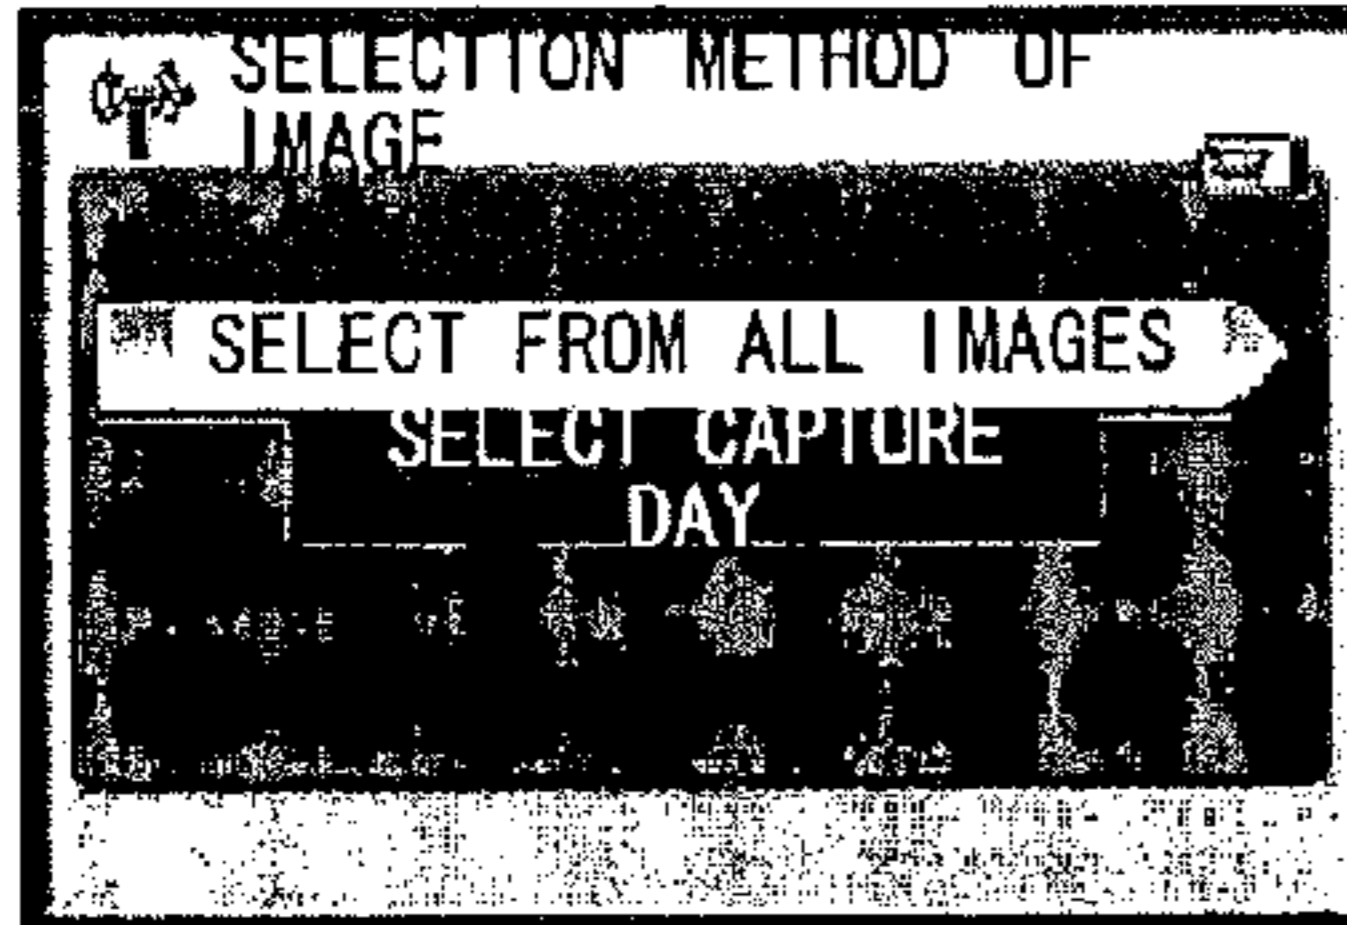 SELECTION METHOD OF
IMAGE
SELECT FROM ALL IMAGES
SELECT CAPTURE
DAY